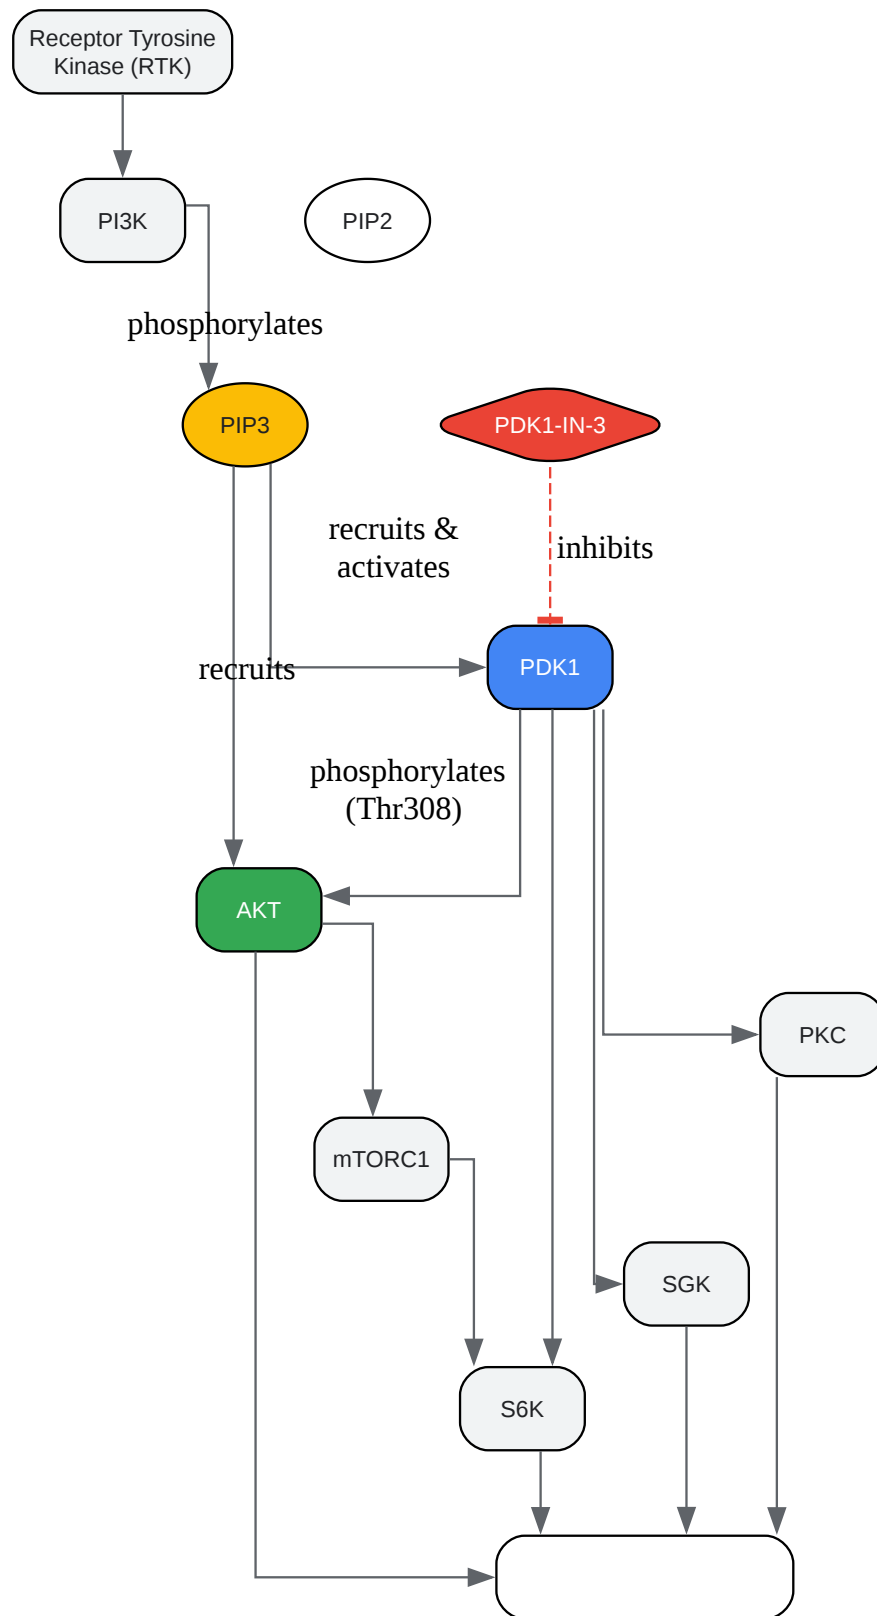 Receptor Tyrosine
Kinase (RTK)
PI3K
PIP2
phosphorylates
PIP3
PDK1-IN-3
recruits &
activates
inhibits
recruits
PDK1
phosphorylates
(Thr308)
AKT
PKC
mTORC1
SGK
S6K